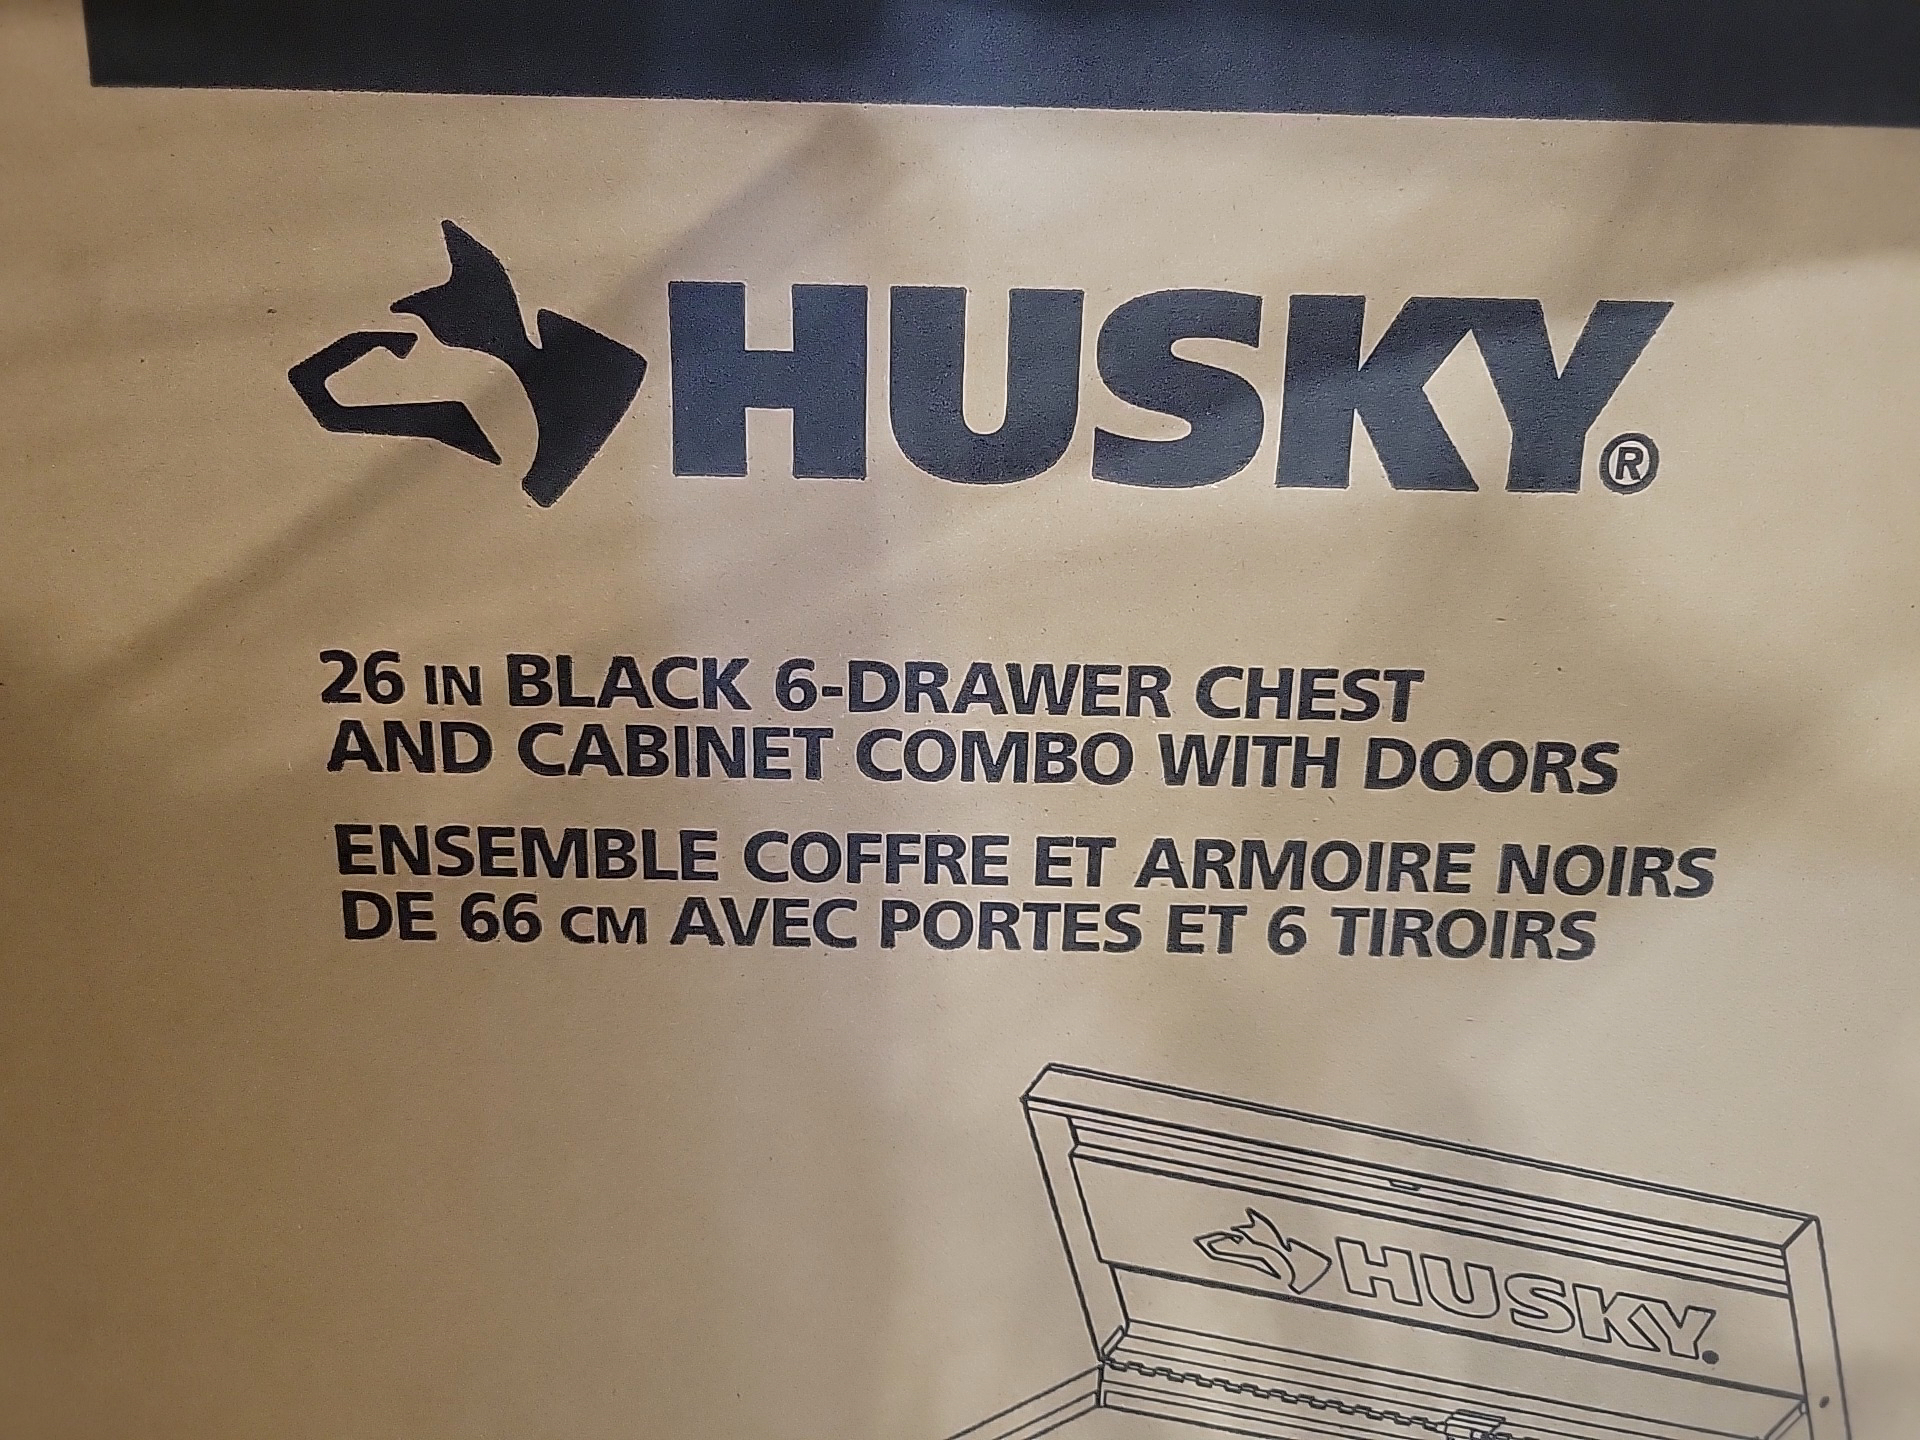 HUSKY®
26 IN BLACK 6-DRAWER CHEST
AND CABINET COMBO WITH DOORS
ENSEMBLE COFFRE ET ARMOIRE NOIRS
DE 66 CM AVEC PORTES ET 6 TIROIRS
HUSKY